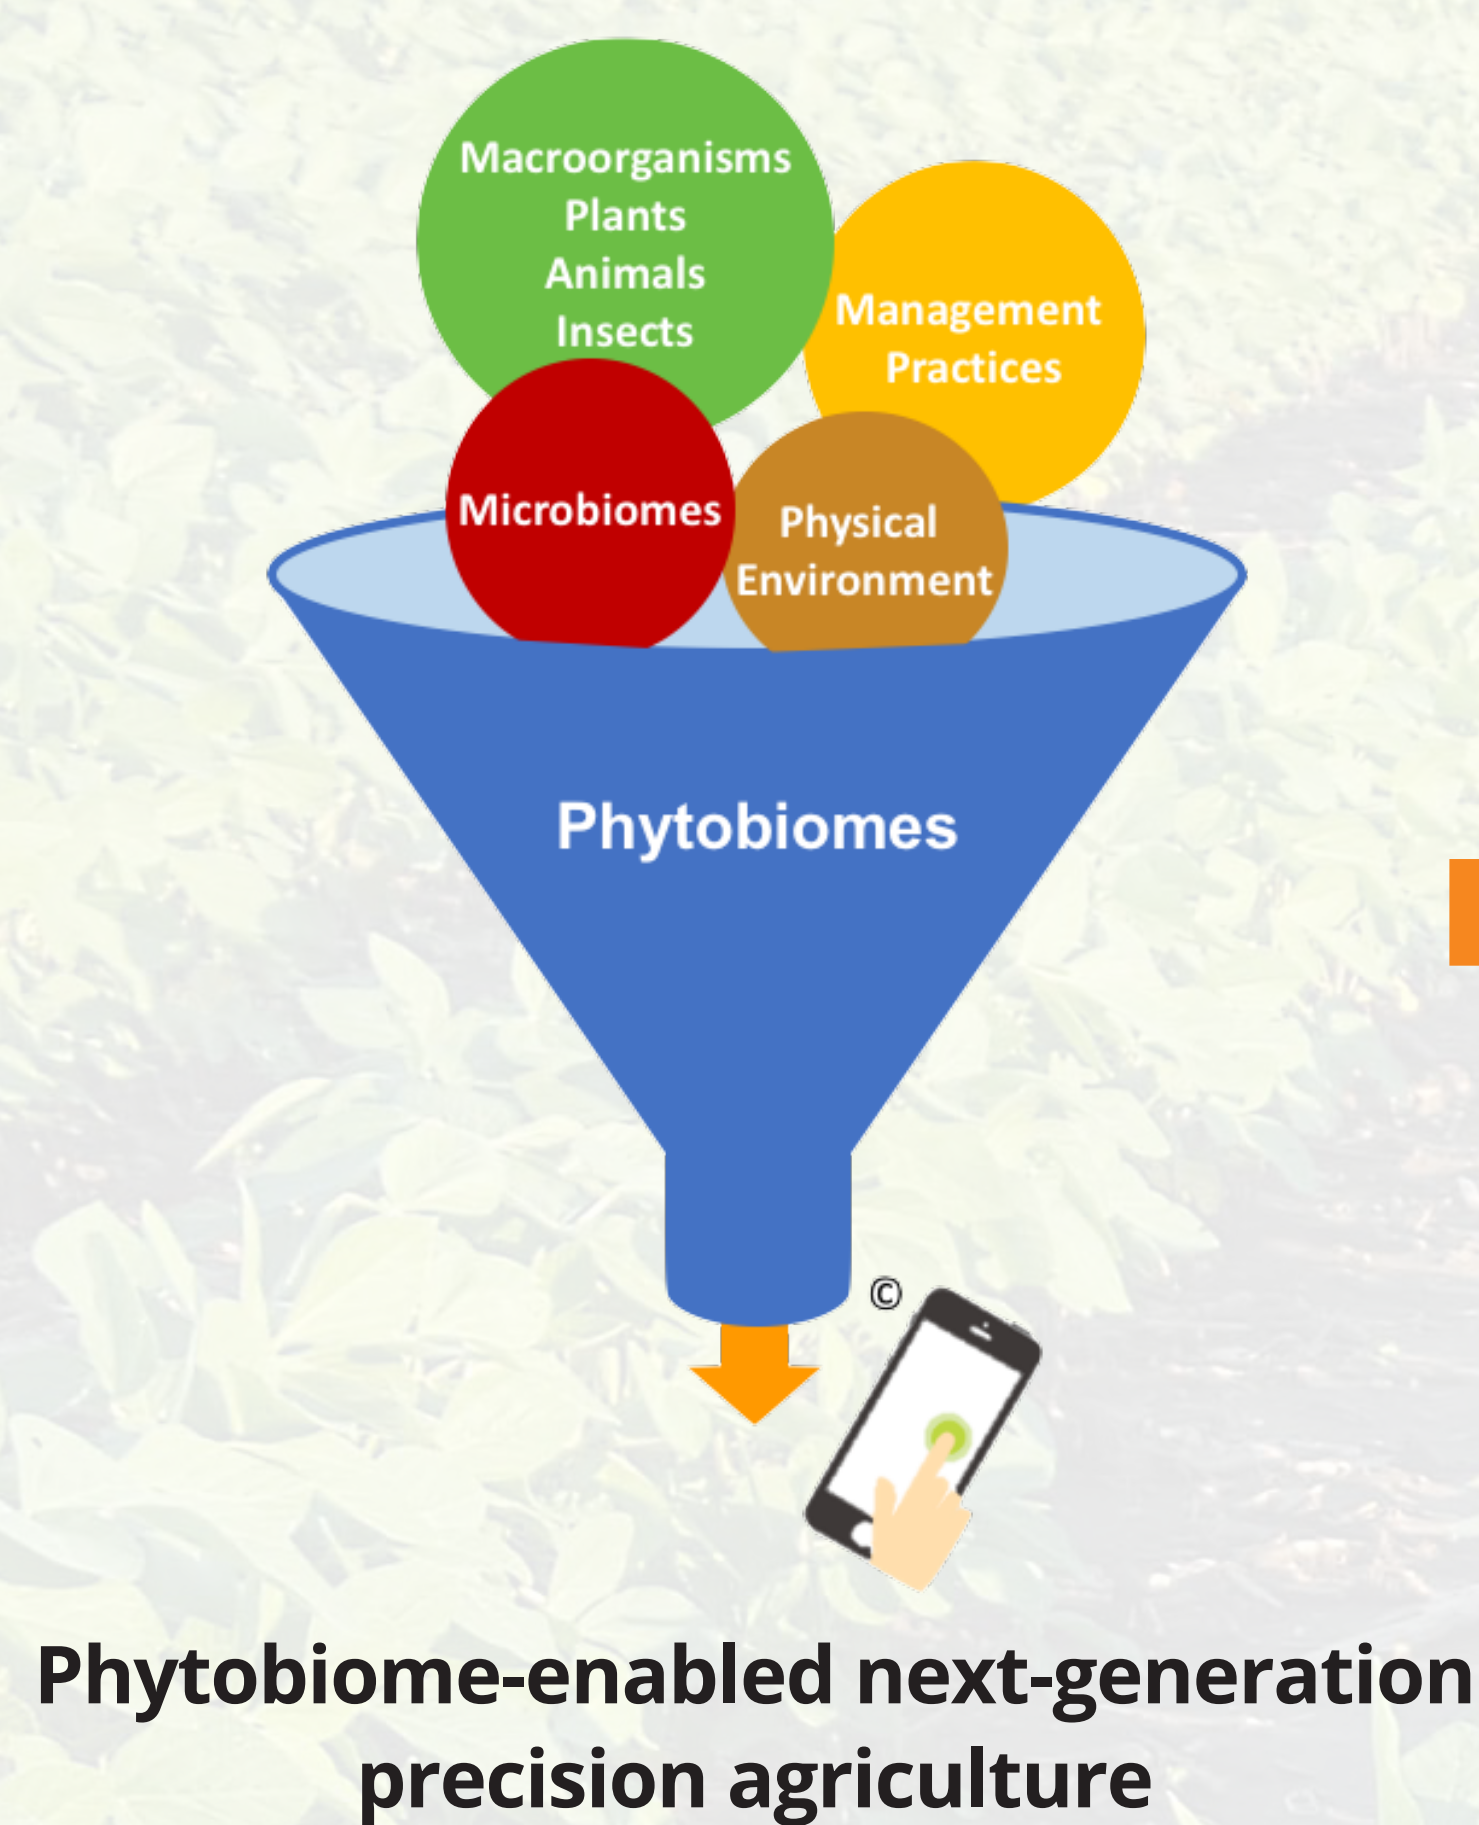 Macroorganisms
Plants
Animals
Insects
Management
Practices
Microbiomes
Physical
Environment
Phytobiomes
©
Phytobiome-enabled next-generation
precision agriculture